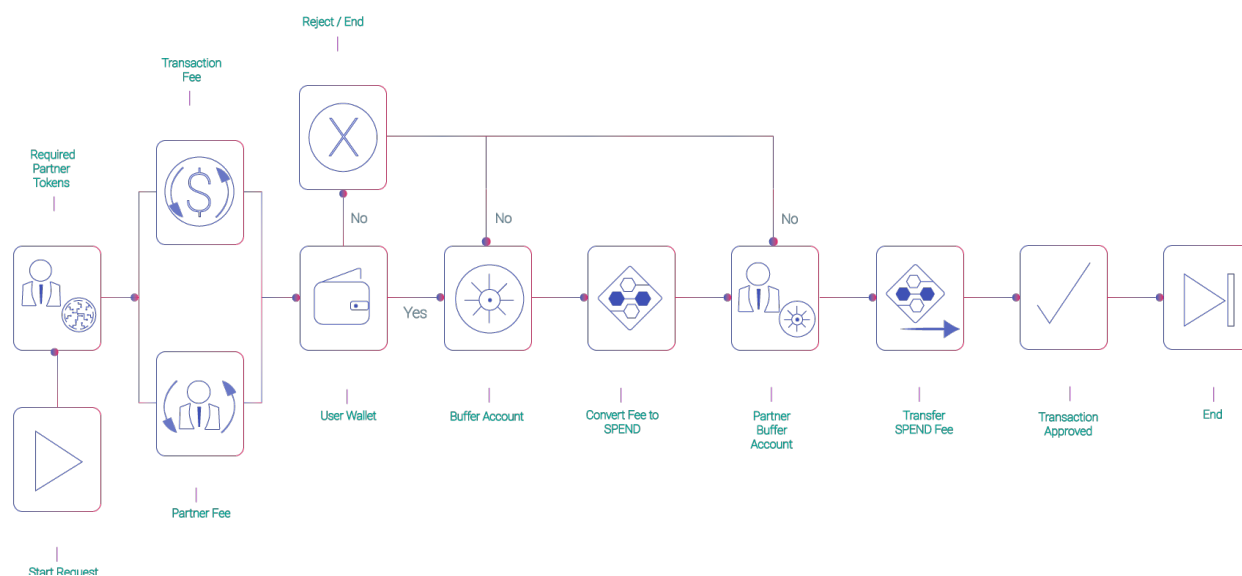 Reject / End
Transaction
Fee
Required
Partner
Tokens
$
X
No
No
No
Yes
User Wallet
Buffer Account
Convert Fee to
SPEND
Partner
Buffer
Account
Transfer
SPEND Fee
Transaction
Approved
End
Partner Fee
Start Request